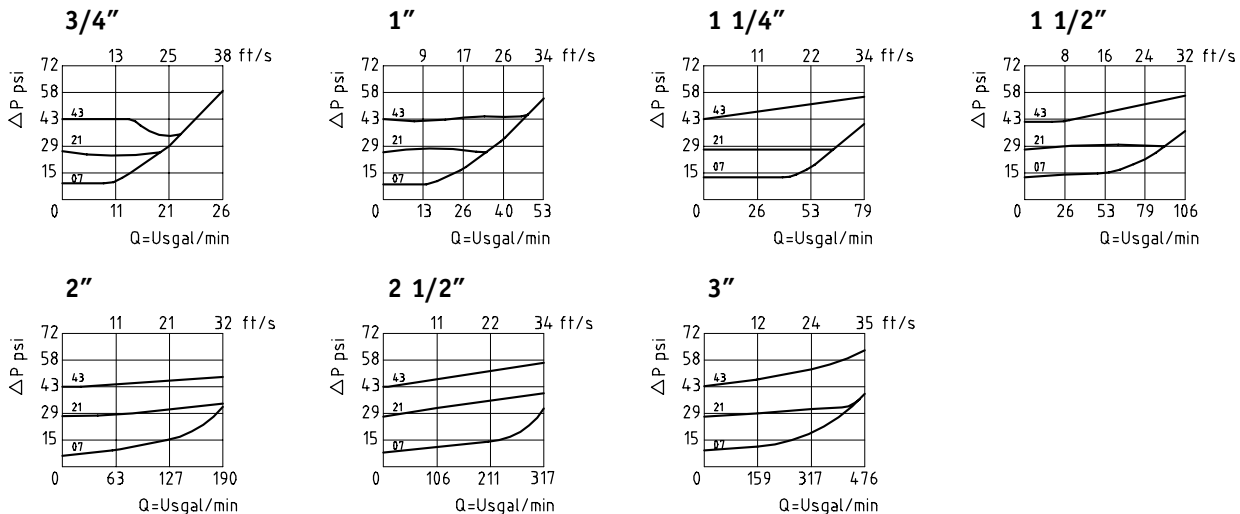 3/4″
13 25 38 ft/s
△P psi
72
58
43
29
15
0
43
21
07
11 21 26
Q=Usgal/min
1″
9 17 26 34 ft/s
△P psi
72
58
43
29
15
0
43
21
07
13 26 40 53
Q=Usgal/min
1 1/4″
11 22 34 ft/s
△P psi
72
58
43
29
15
0
43
21
07
26 53 79
Q=Usgal/min
1 1/2″
8 16 24 32 ft/s
△P psi
72
58
43
29
15
0
43
21
07
26 53 79 106
Q=Usgal/min
2″
11 21 32 ft/s
△P psi
72
58
43
29
15
0
43
21
07
63 127 190
Q=Usgal/min
2 1/2″
11 22 34 ft/s
△P psi
72
58
43
29
15
0
43
21
07
106 211 317
Q=Usgal/min
3″
12 24 35 ft/s
△P psi
72
58
43
29
15
0
43
21
07
159 317 476
Q=Usgal/min